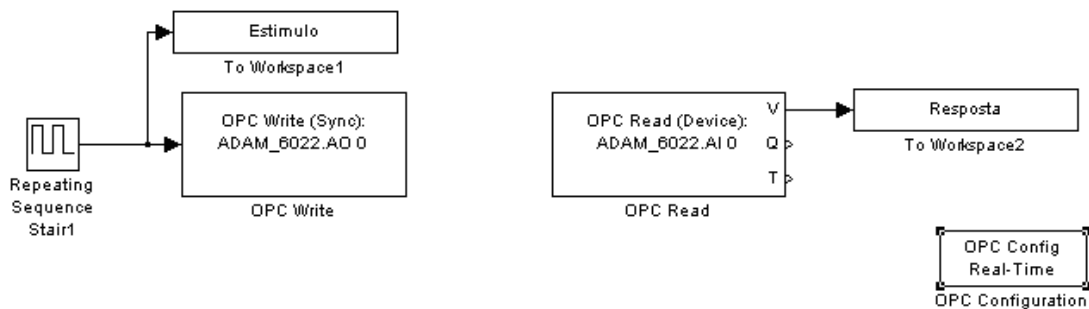 Estimulo
To Workspace1
OPC Write (Sync):
ADAM_6022.AO 0
OPC Write
Repeating
Sequence
Stair1
OPC Read (Device):
ADAM_6022.AI 0
V
Q
T
OPC Read
Resposta
To Workspace2
OPC Config
Real-Time
OPC Configuration